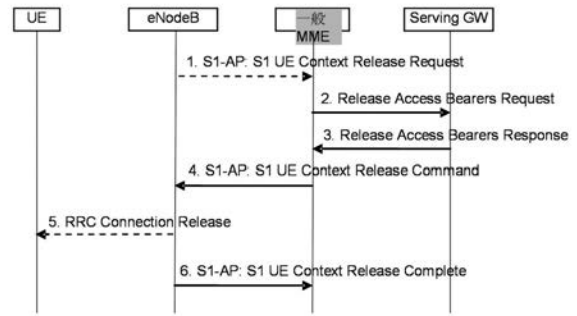 UE
eNodeB
一般
MME
Serving GW
1. S1-AP: S1 UE Context Release Request
2. Release Access Bearers Request
3. Release Access Bearers Response
4. S1-AP: S1 UE Context Release Command
5. RRC Connection Release
6. S1-AP: S1 UE Context Release Complete